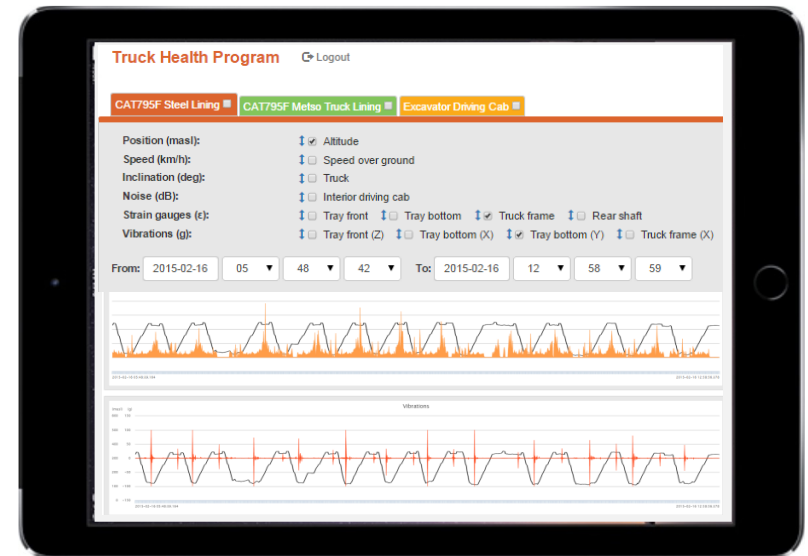 Truck Health Program Logout
CAT795F Steel Lining CAT795F Metso Truck Lining Excavator Driving Cab
Position (masl): Altitude
Speed (km/h): Speed over ground
Inclination (deg): Truck
Noise (dB): Interior driving cab
Strain gauges (ε): Tray front Tray bottom Truck frame Rear shaft
Vibrations (g): Tray front (Z) Tray bottom (X) Tray bottom (Y) Truck frame (X)
From: 2015-02-16 05 48 42 To: 2015-02-16 12 58 59
Vibrations